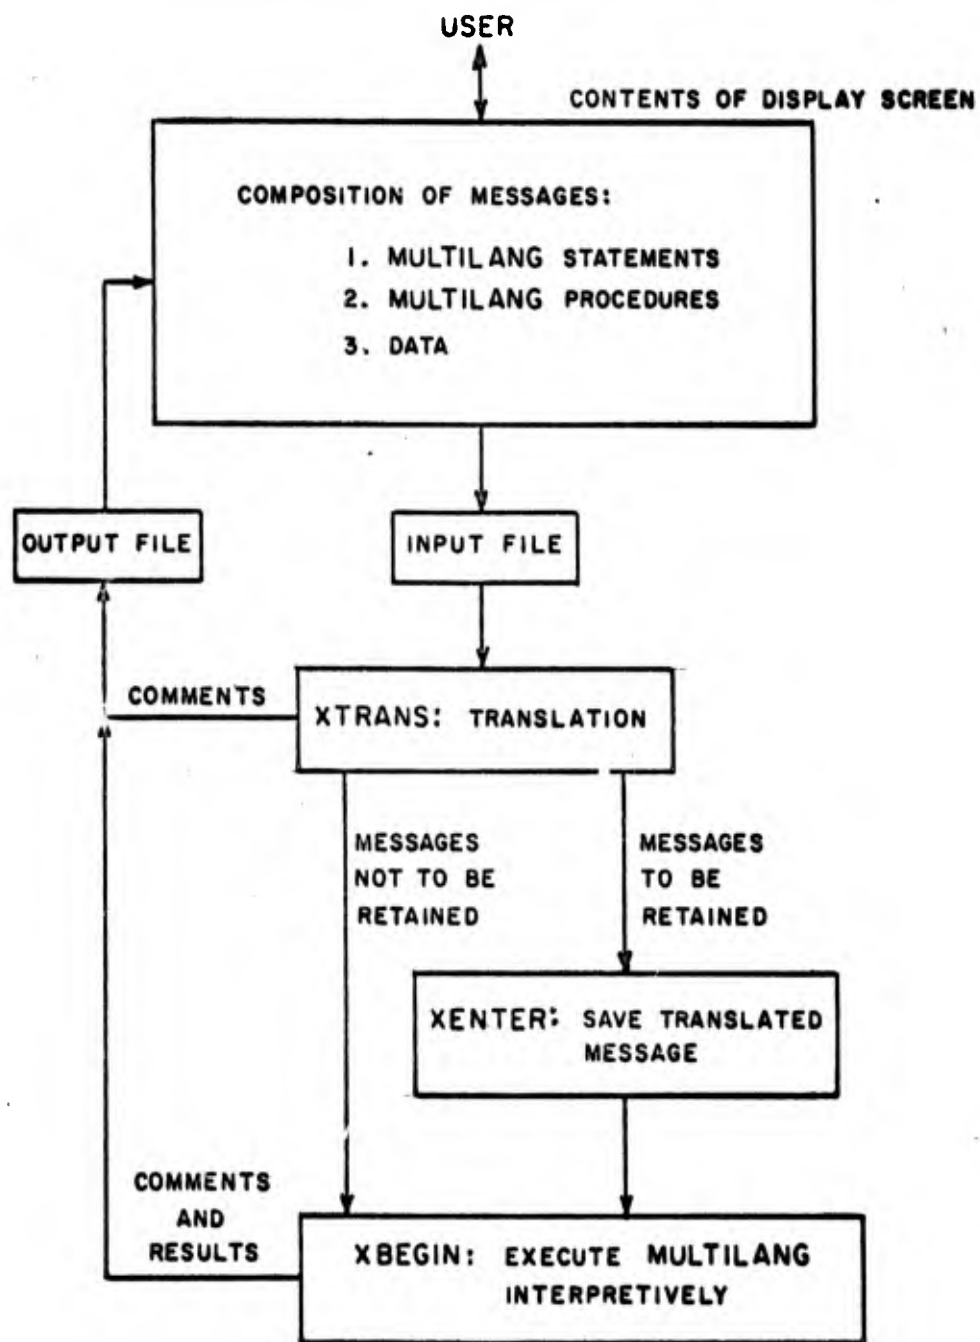 USER
CONTENTS OF DISPLAY SCREEN
COMPOSITION OF MESSAGES:
1. MULTILANG STATEMENTS
2. MULTILANG PROCEDURES
3. DATA
OUTPUT FILE
INPUT FILE
COMMENTS
XTRANS: TRANSLATION
MESSAGES
NOT TO BE
RETAINED
MESSAGES
TO BE
RETAINED
XENTER: SAVE TRANSLATED
MESSAGE
COMMENTS
AND
RESULTS
XBEGIN: EXECUTE MULTILANG
INTERPRETIVELY